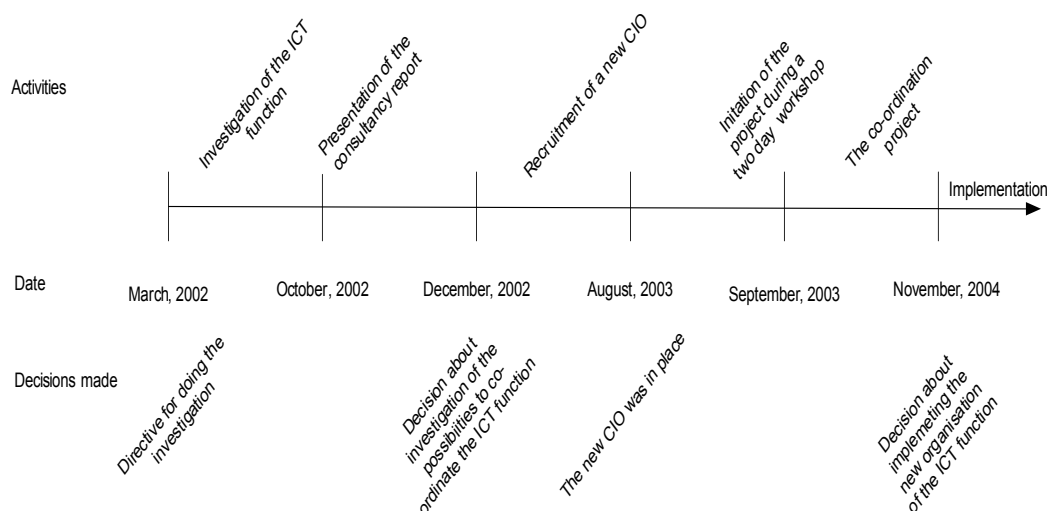 Activities
Investigation of the ICT
function
Presentation of the
consultancy report
Recruitment of a new CIO
Initation of the
project during a
two day workshop
The co-ordination
project
Implementation
Date
March, 2002
October, 2002
December, 2002
August, 2003
September, 2003
November, 2004
Decisions made
Directive for doing the
investigation
Decision about
investigation of the
possibiities to co-
ordinate the ICT function
The new CIO was in place
Decision about
implemeting the
new organisation
of the ICT function